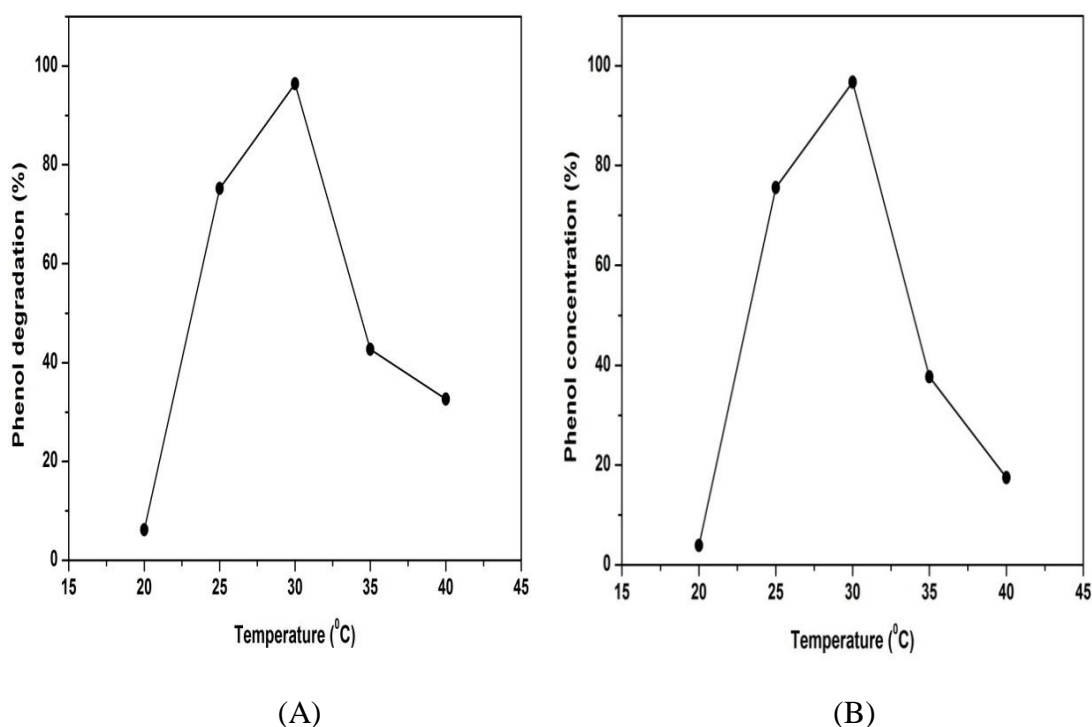 Phenol degradation (%)
100
80
60
40
20
0
15 20 25 30 35 40 45
Temperature (⁰C)
(A)
Phenol concentration (%)
100
80
60
40
20
0
15 20 25 30 35 40 45
Temperature (⁰C)
(B)